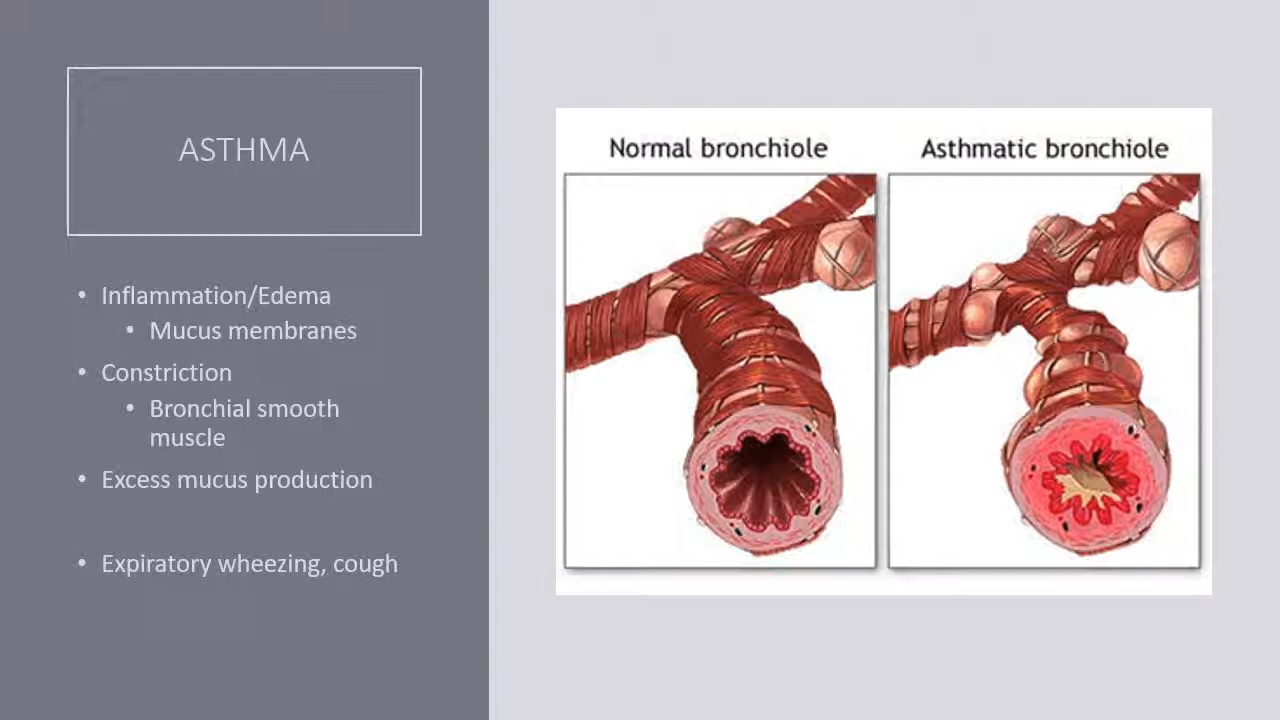 ASTHMA
• Inflammation/Edema
• Mucus membranes
• Constriction
• Bronchial smooth
muscle
• Excess mucus production
• Expiratory wheezing, cough
Normal bronchiole
Asthmatic bronchiole